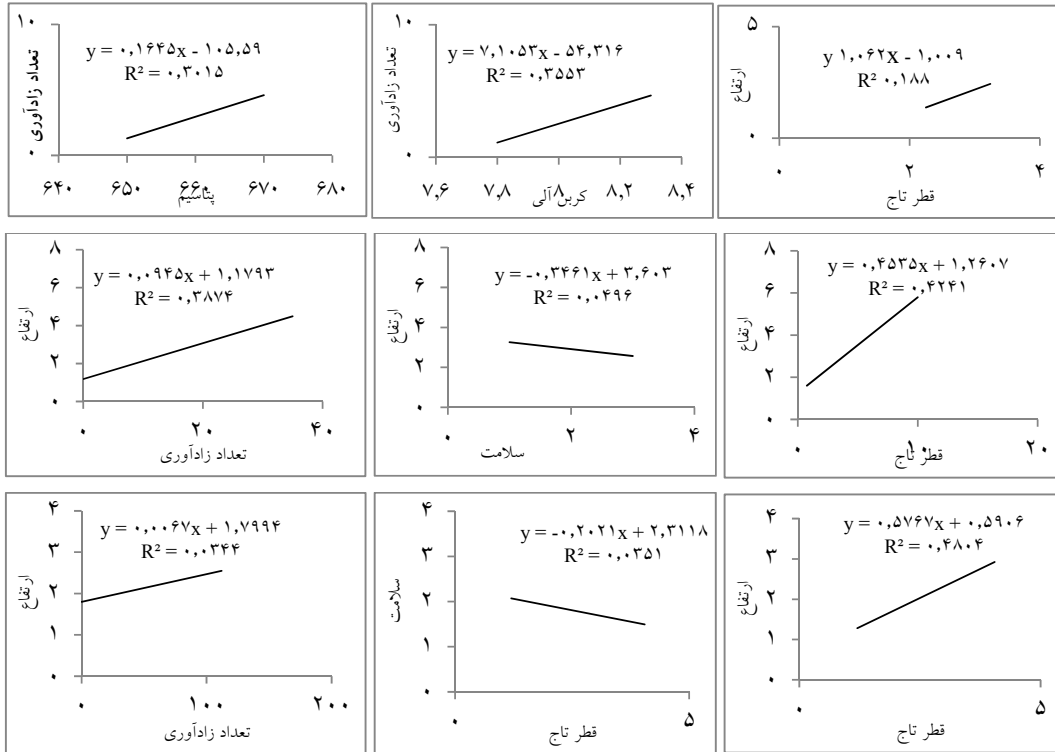 ۱۰
y = ۰٫۱۶۴۵x - ۱۰۵٫۵۹
R² = ۰٫۳۰۱۵
تعداد زادآوری
۰
۶۴۰ ۶۵۰ ۶۶۰ ۶۷۰ ۶۸۰
پتاسیم
۱۰
y = ۷٫۱۰۵۳x - ۵۴٫۳۱۶
R² = ۰٫۳۵۵۳
تعداد زادآوری
۰
۷٫۶ ۷٫۸ ۸ ۸٫۲ ۸٫۴
کربن آلی
۵
y ۱٫۰۶۲x - ۱٫۰۰۹
R² ۰٫۱۸۸
ارتفاع
۰
۰ ۲ ۴
قطر تاج
۸
y = ۰٫۰۹۴۵x + ۱٫۱۷۹۳
R² = ۰٫۳۸۷۴
۶
۴
۲
۰
ارتفاع
۰ ۲۰ ۴۰
تعداد زادآوری
۸
y = -۰٫۳۴۶۱x + ۳٫۶۰۳
R² = ۰٫۰۴۹۶
۶
۴
۲
۰
ارتفاع
۰ ۲ ۴
سلامت
۸
y = ۰٫۴۵۳۵x + ۱٫۲۶۰۷
R² = ۰٫۴۲۴۱
۶
۴
۲
۰
ارتفاع
۰ ۱۰ ۲۰
قطر تاج
۴
y = ۰٫۰۰۶۷x + ۱٫۷۹۹۴
R² = ۰٫۰۳۴۴
۳
۲
۱
۰
ارتفاع
۰ ۱۰۰ ۲۰۰
تعداد زادآوری
۴
y = -۰٫۲۰۲۱x + ۲٫۳۱۱۸
R² = ۰٫۰۳۵۱
۳
۲
۱
۰
سلامت
۰ ۵
قطر تاج
۴
y = ۰٫۵۷۶۷x + ۰٫۵۹۰۶
R² = ۰٫۴۸۰۴
۳
۲
۱
۰
ارتفاع
۰ ۵
قطر تاج